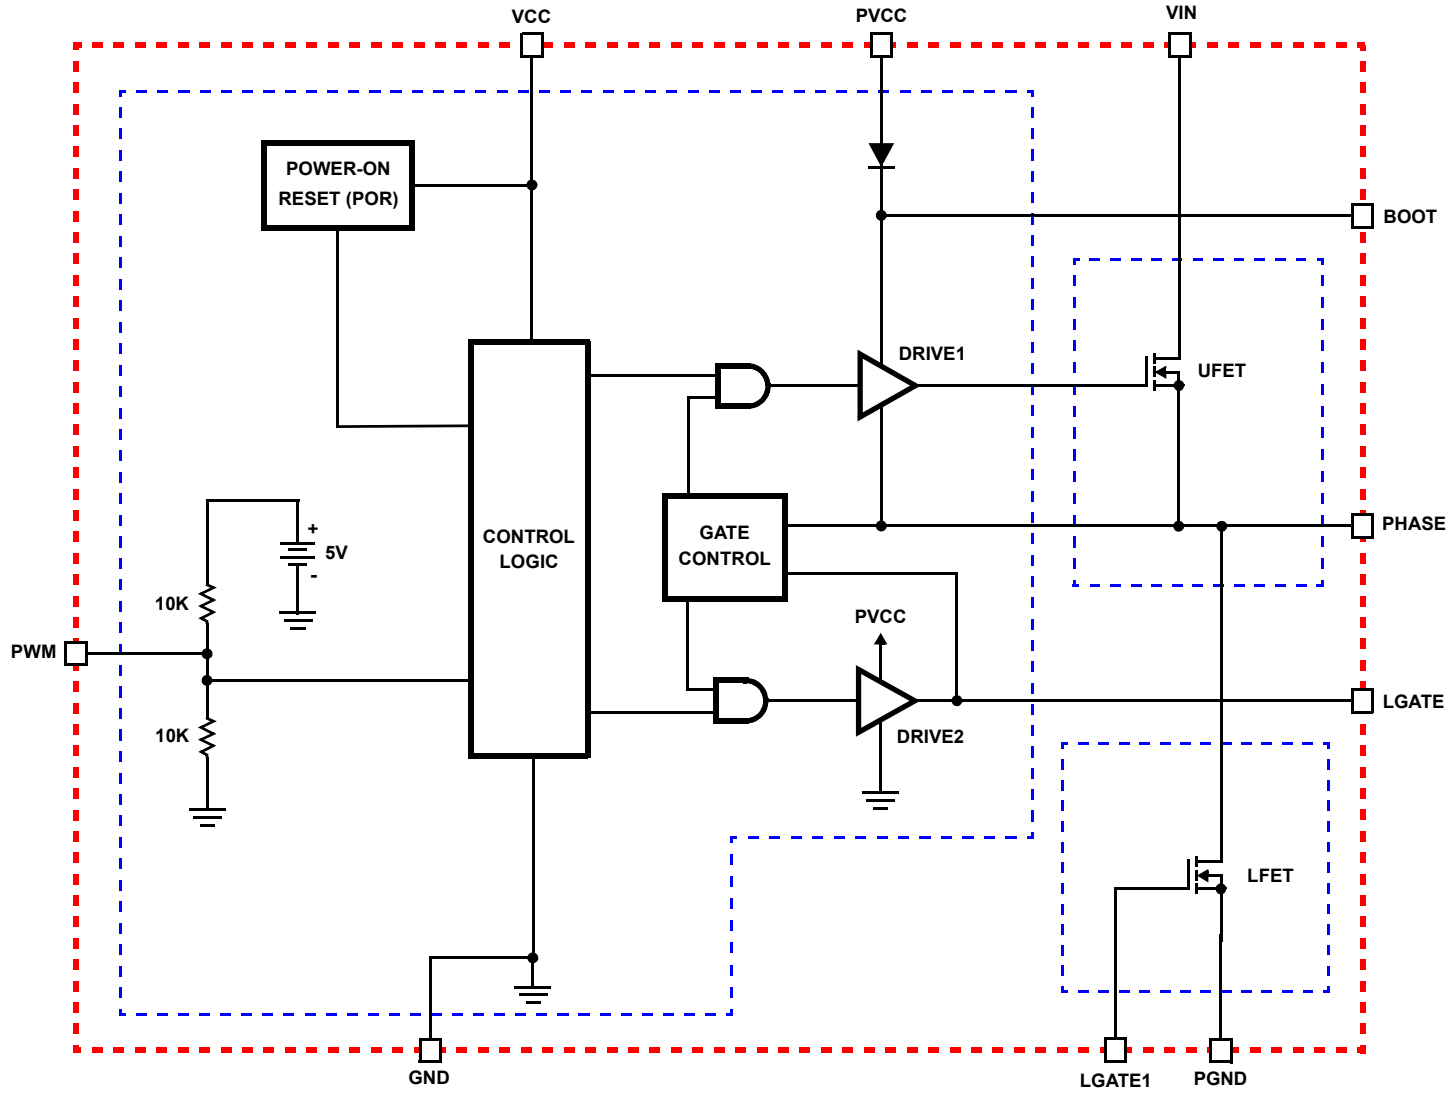 VCC
PVCC
VIN
POWER-ON
RESET (POR)
BOOT
DRIVE1
UFET
CONTROL
LOGIC
GATE
CONTROL
PHASE
+
5V
-
10K
PVCC
PWM
LGATE
10K
DRIVE2
LFET
GND
LGATE1
PGND